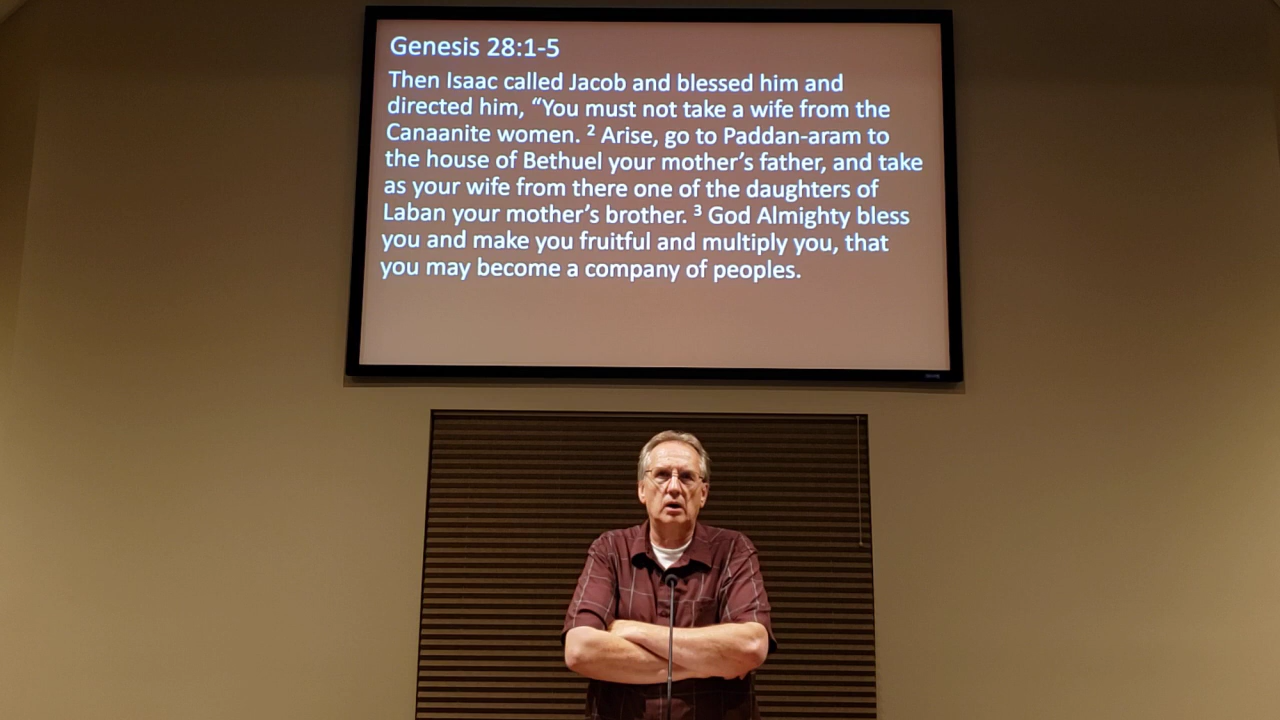 Genesis 28:1-5
Then Isaac called Jacob and blessed him and
directed him, “You must not take a wife from the
Canaanite women. ² Arise, go to Paddan-aram to
the house of Bethuel your mother’s father, and take
as your wife from there one of the daughters of
Laban your mother’s brother. ³ God Almighty bless
you and make you fruitful and multiply you, that
you may become a company of peoples.